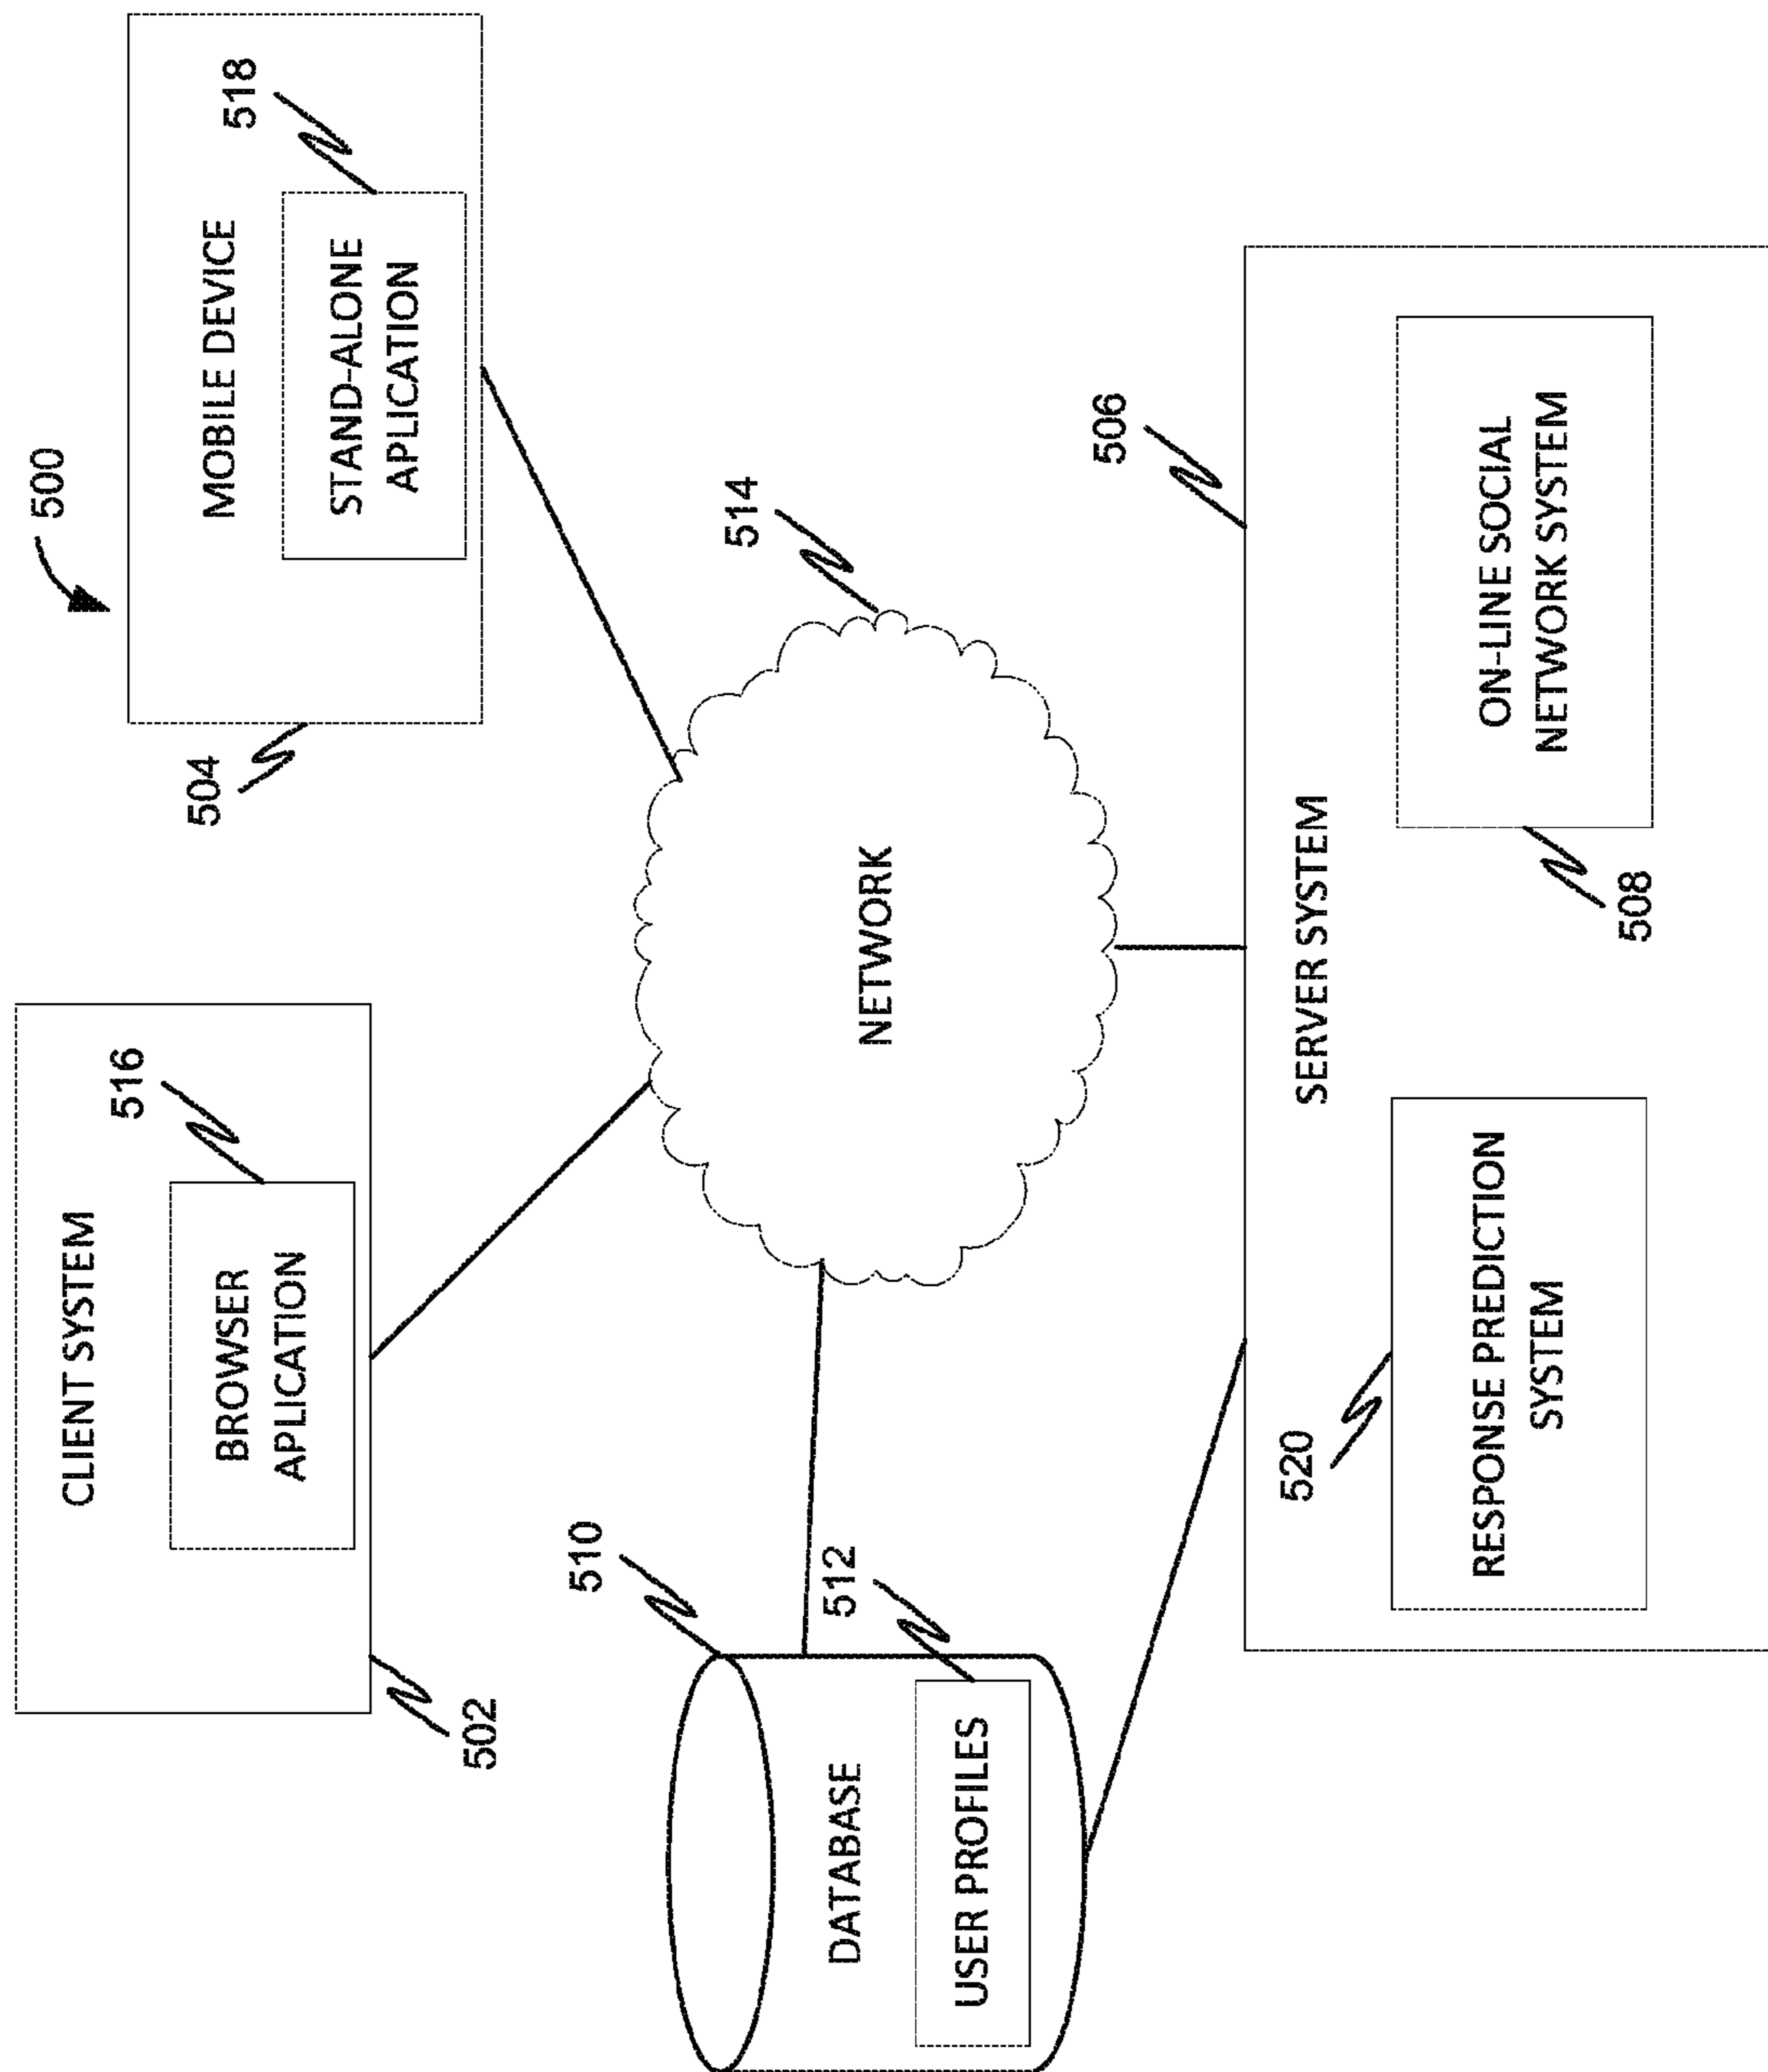 500
CLIENT SYSTEM
516
BROWSER
APLICATION
502
MOBILE DEVICE
518
STAND-ALONE
APLICATION
504
510
DATABASE
512
USER PROFILES
NETWORK
514
506
SERVER SYSTEM
520
RESPONSE PREDICTION
SYSTEM
ON-LINE SOCIAL
NETWORK SYSTEM
508